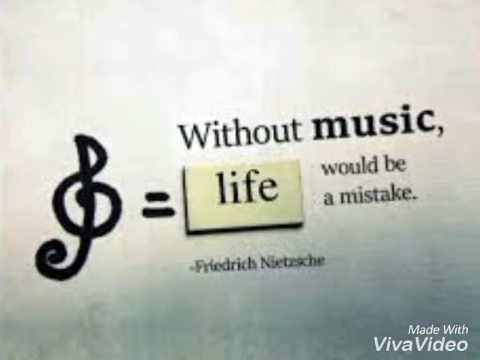 Without music,
= life would be
a mistake.
-Friedrich Nietzsche
Made With
VivaVideo